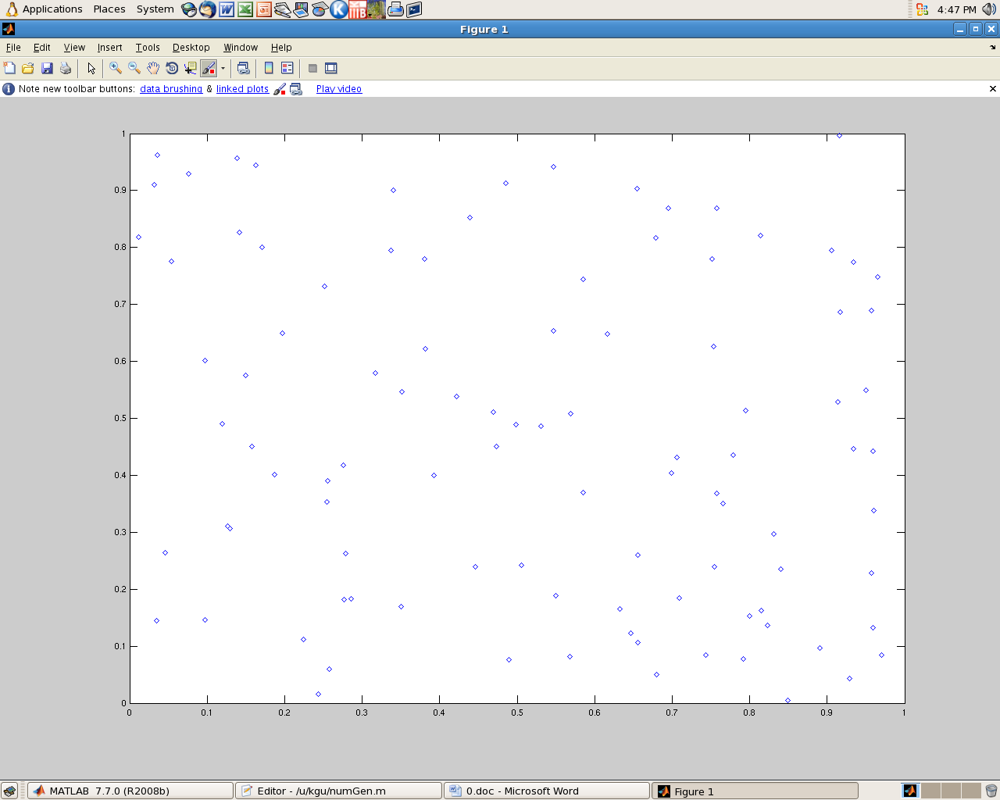 Applications Places System 4:47 PM
Figure 1
File Edit View Insert Tools Desktop Window Help
Note new toolbar buttons: data brushing & linked plots Play video
1
0.9
0.8
0.7
0.6
0.5
0.4
0.3
0.2
0.1
0
0 0.1 0.2 0.3 0.4 0.5 0.6 0.7 0.8 0.9 1
MATLAB 7.7.0 (R2008b) Editor - /u/kgu/numGen.m 0.doc - Microsoft Word Figure 1